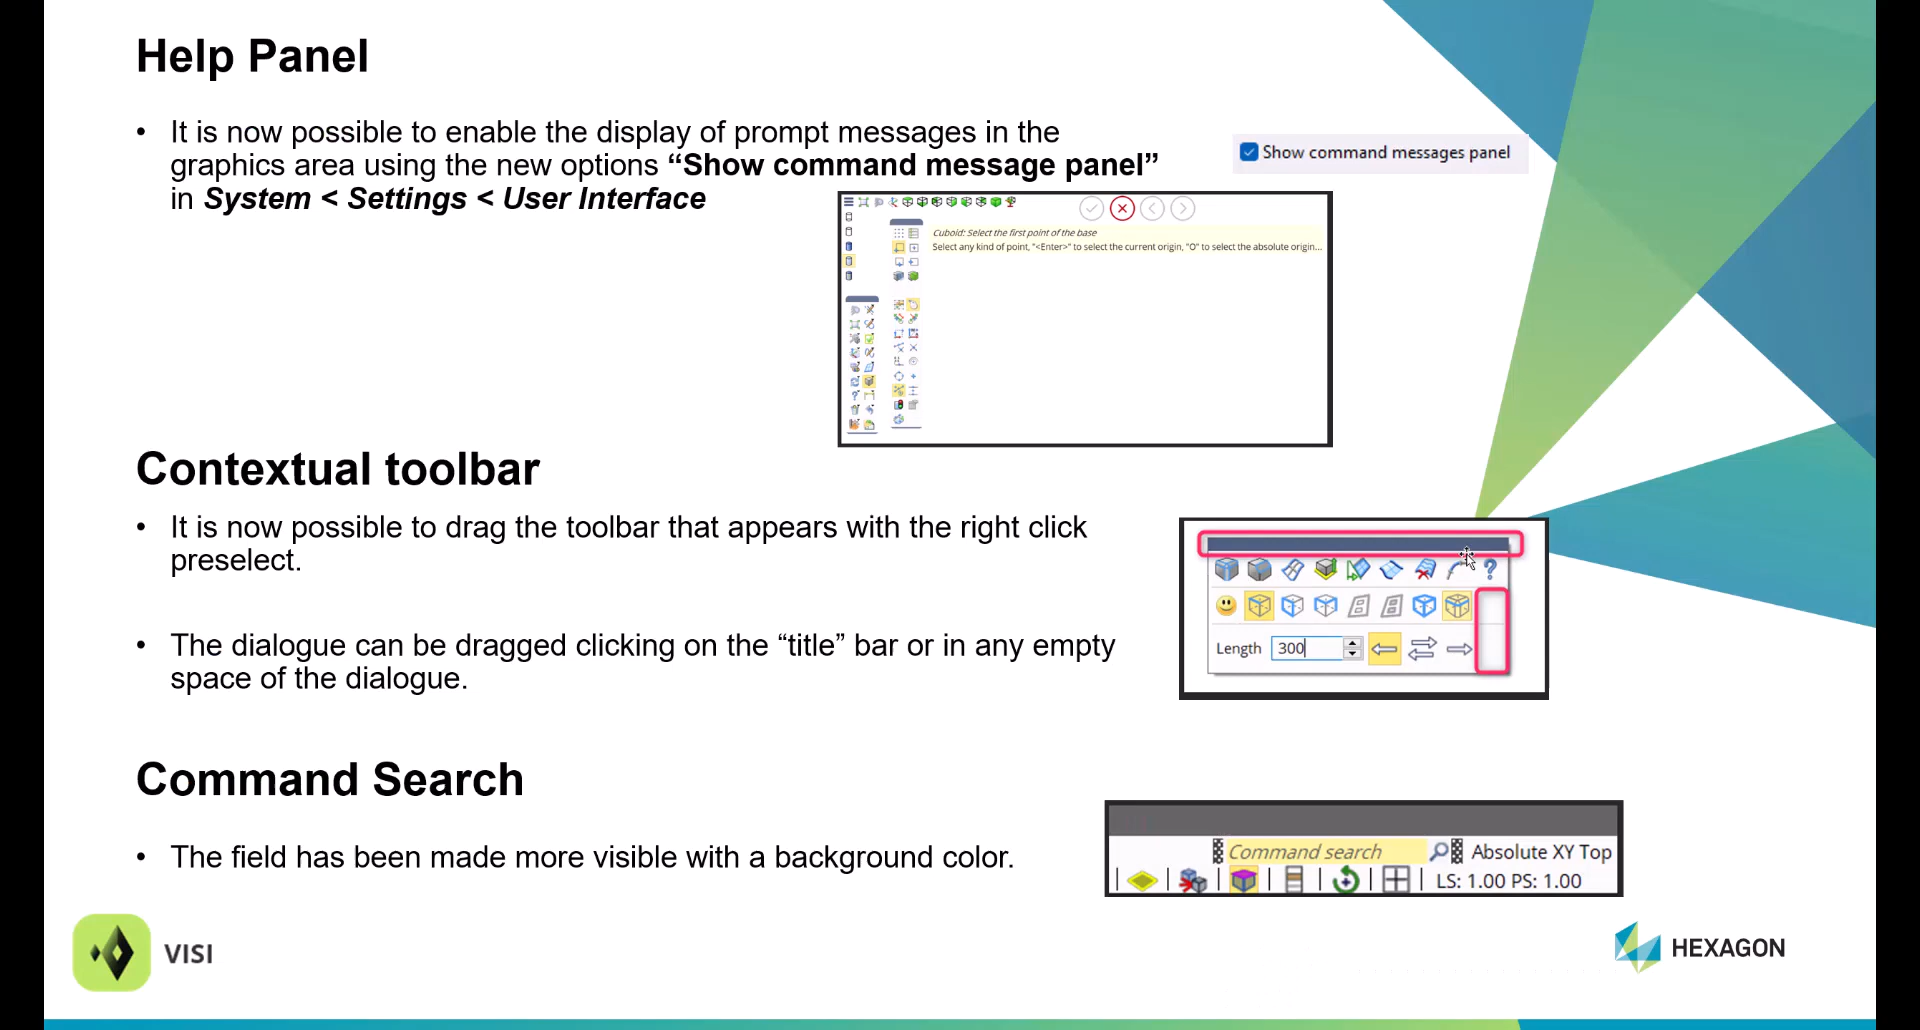 Help Panel
• It is now possible to enable the display of prompt messages in the
graphics area using the new options “Show command message panel”
in System < Settings < User Interface
Show command messages panel
Cuboid: Select the first point of the base
Select any kind of point, "<Enter>" to select the current origin, "O" to select the absolute origin...
Contextual toolbar
• It is now possible to drag the toolbar that appears with the right click
preselect.
• The dialogue can be dragged clicking on the “title” bar or in any empty
space of the dialogue.
Length 300
Command Search
• The field has been made more visible with a background color.
Command search Absolute XY Top
LS: 1.00 PS: 1.00
VISI
HEXAGON